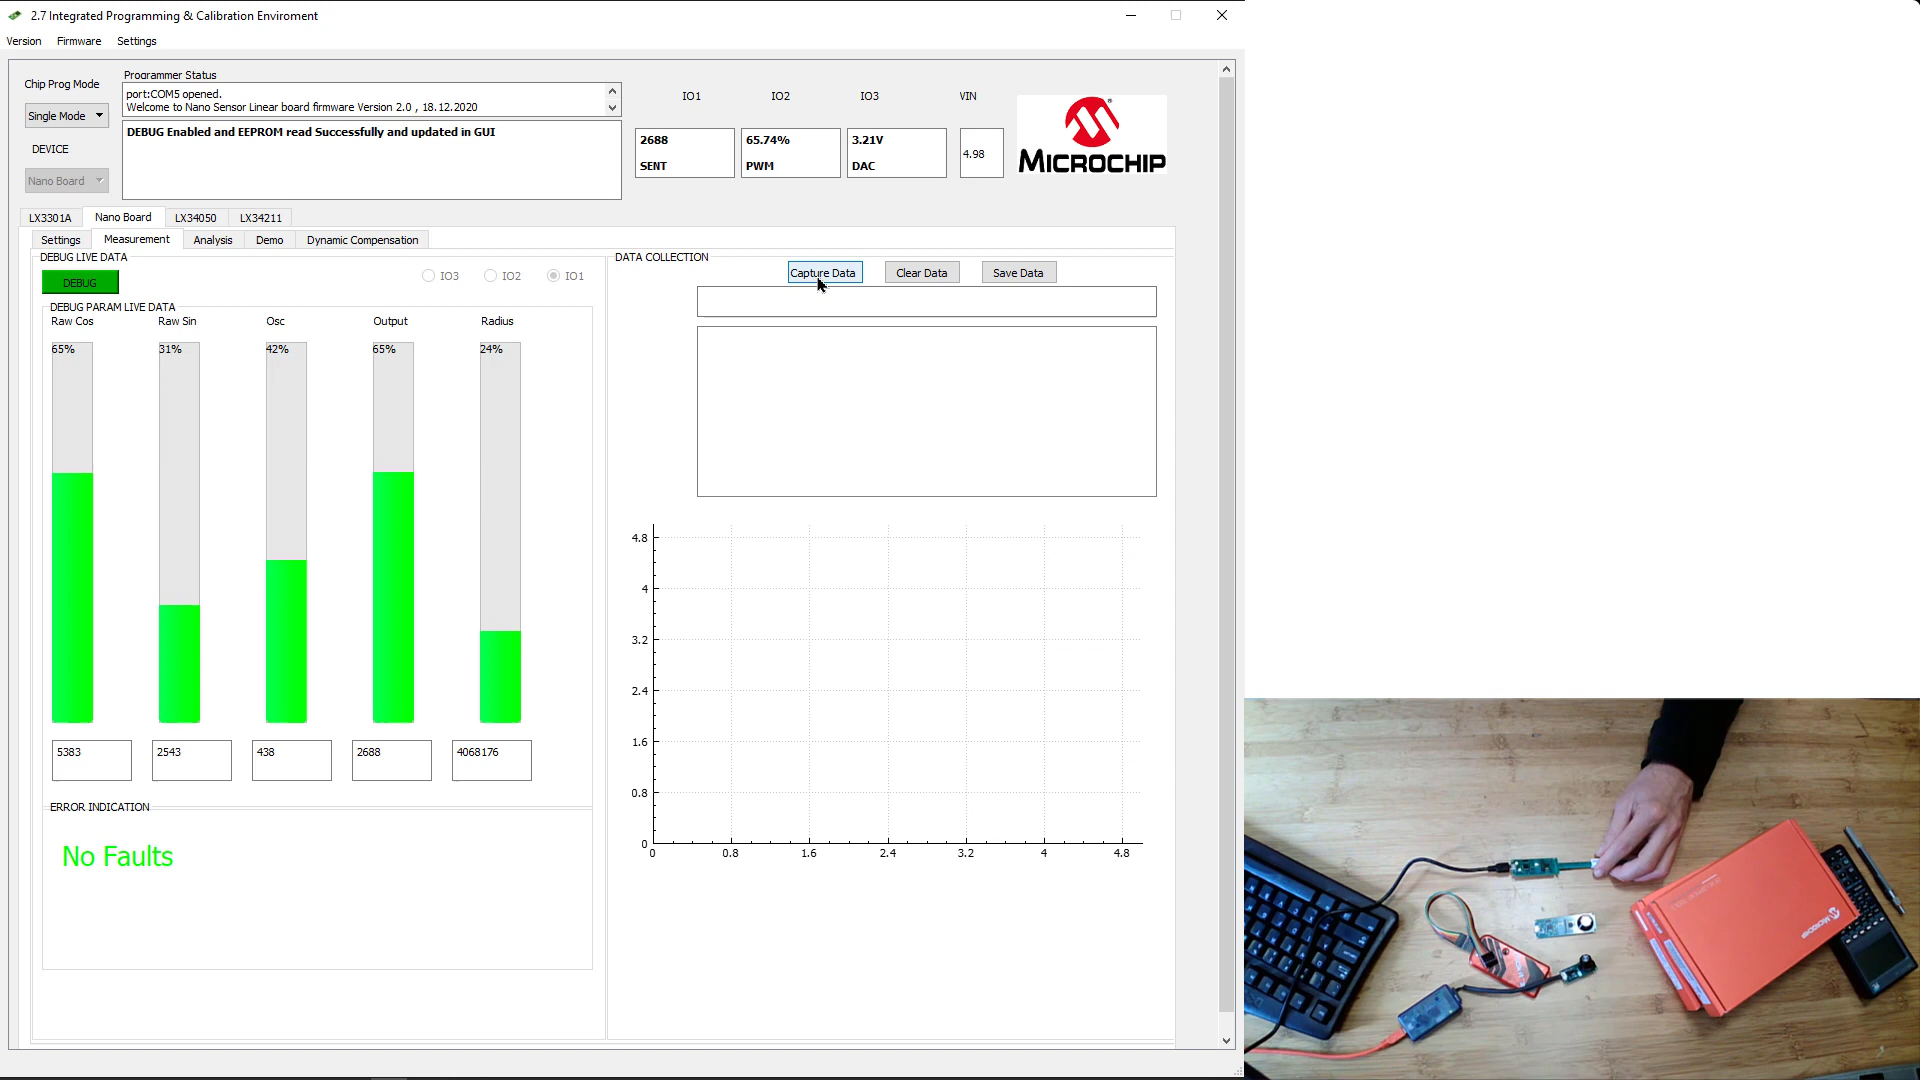 2.7 Integrated Programming & Calibration Enviroment
Version Firmware Settings
Chip Prog Mode
Single Mode
DEVICE
Nano Board
Programmer Status
port:COM5 opened.
Welcome to Nano Sensor Linear board firmware Version 2.0 , 18.12.2020
DEBUG Enabled and EEPROM read Successfully and updated in GUI
IO1 IO2 IO3 VIN
2688 65.74% 3.21V 4.98
SENT PWM DAC
MICROCHIP
LX3301A Nano Board LX34050 LX34211
Settings Measurement Analysis Demo Dynamic Compensation
DEBUG LIVE DATA
DEBUG
IO3 IO2 IO1
DEBUG PARAM LIVE DATA
Raw Cos Raw Sin Osc Output Radius
65% 31% 42% 65% 24%
5383 2543 438 2688 4068176
ERROR INDICATION
No Faults
DATA COLLECTION
Capture Data Clear Data Save Data
4.8
4
3.2
2.4
1.6
0.8
0
0 0.8 1.6 2.4 3.2 4 4.8
MICROCHIP